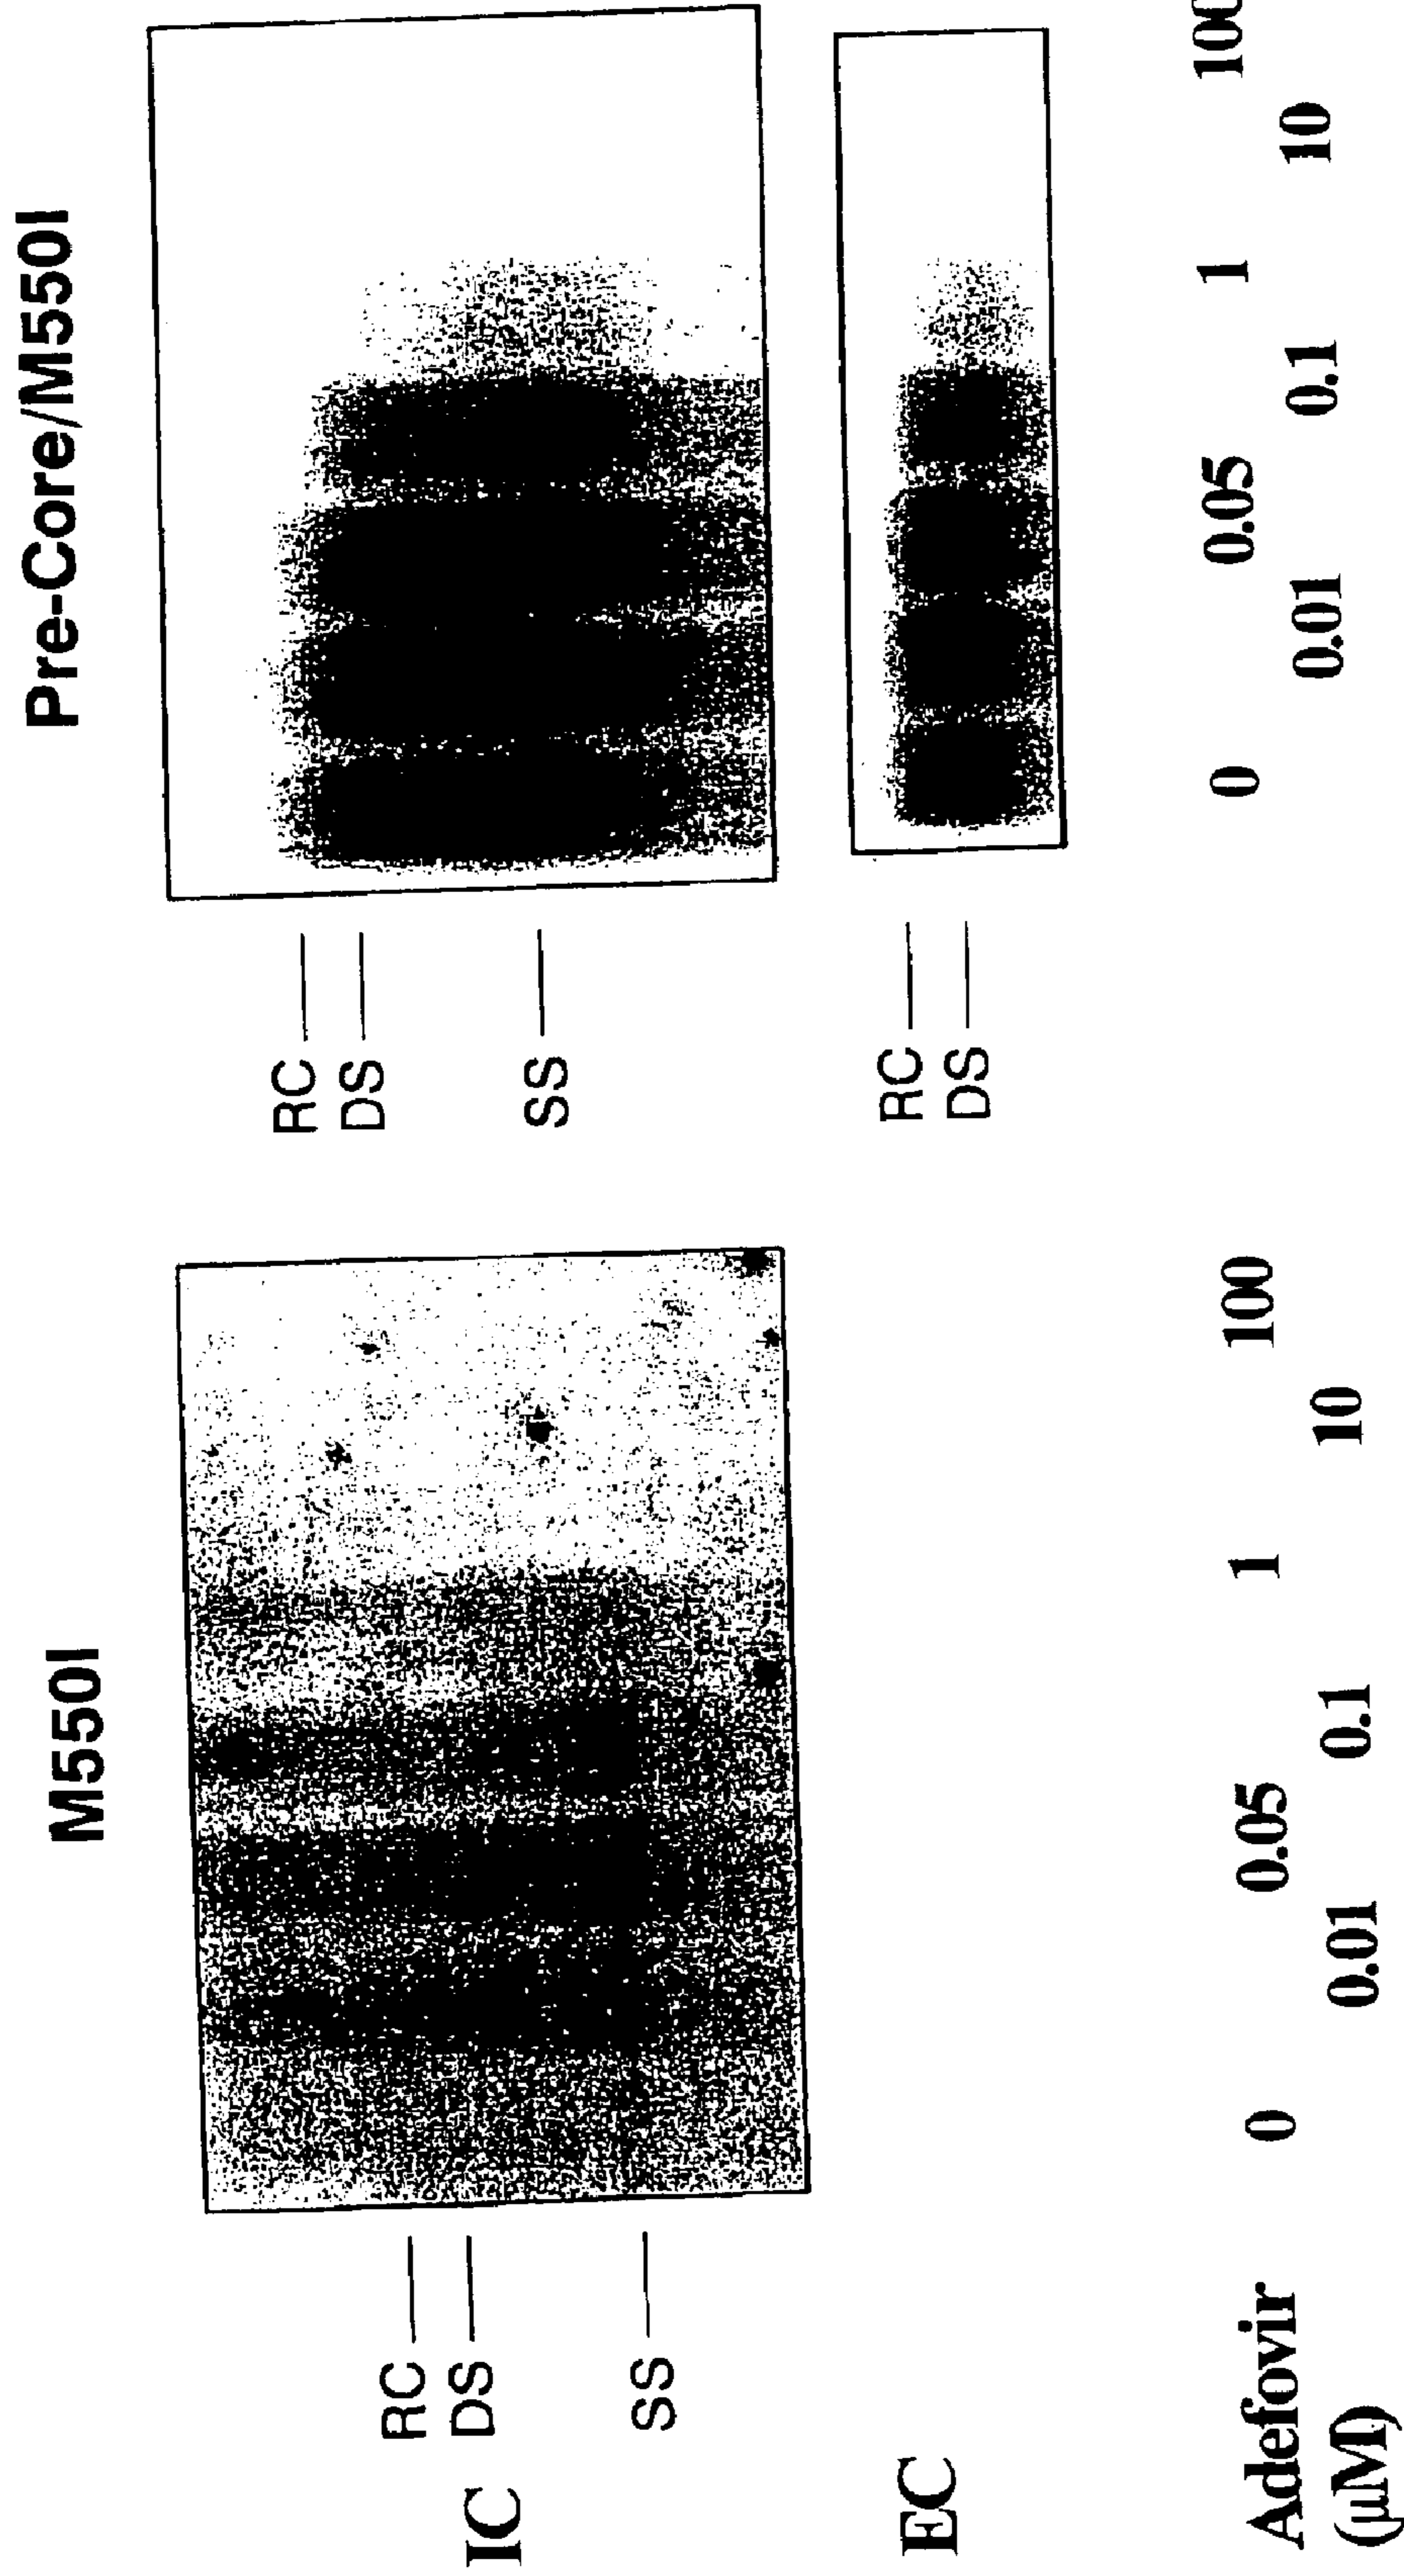 M550I Pre-Core/M550I
IC
RC
DS
SS
RC
DS
SS
EC
RC
DS
Adefovir 0 0.05 1 100 0 0.05 1 100
(μM) 0.01 0.1 10 0.01 0.1 10